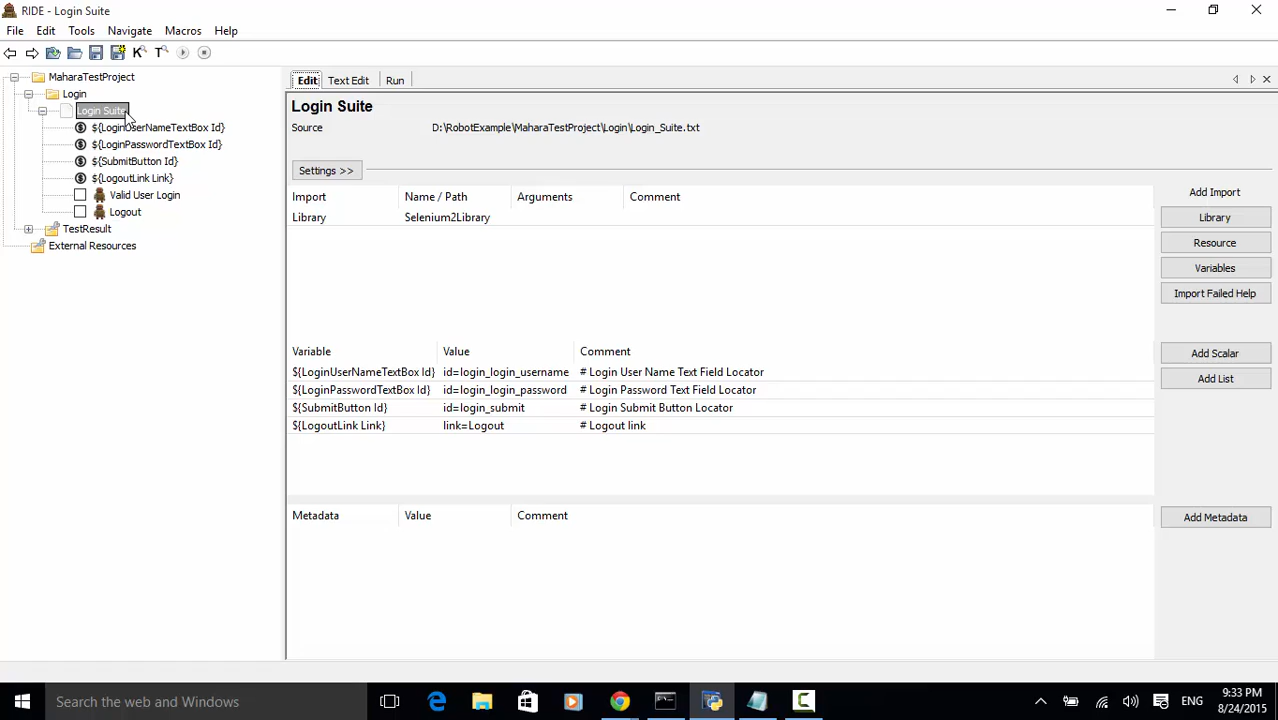 RIDE - Login Suite
File Edit Tools Navigate Macros Help
K T
MaharaTestProject
Login
Login Suite
${LoginUserNameTextBox Id}
${LoginPasswordTextBox Id}
${SubmitButton Id}
${LogoutLink Link}
Valid User Login
Logout
TestResult
External Resources
Edit Text Edit Run
Login Suite
Source D:\RobotExample\MaharaTestProject\Login\Login_Suite.txt
Settings >>
Import Name / Path Arguments Comment
Library Selenium2Library
Add Import
Library
Resource
Variables
Import Failed Help
Variable Value Comment
${LoginUserNameTextBox Id} id=login_login_username # Login User Name Text Field Locator
${LoginPasswordTextBox Id} id=login_login_password # Login Password Text Field Locator
${SubmitButton Id} id=login_submit # Login Submit Button Locator
${LogoutLink Link} link=Logout # Logout link
Add Scalar
Add List
Metadata Value Comment
Add Metadata
Search the web and Windows
ENG
9:33 PM
8/24/2015